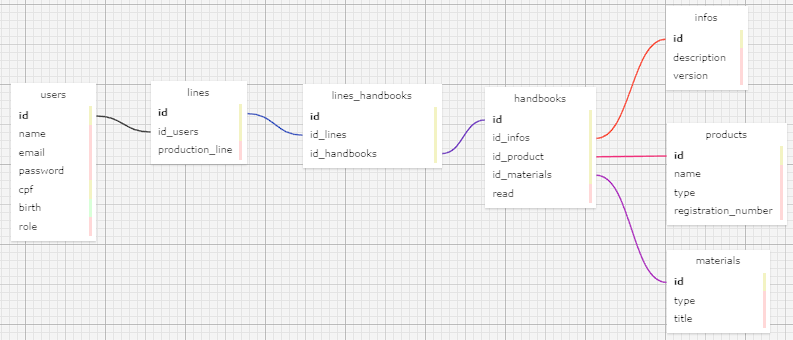 users
id
name
email
password
cpf
birth
role
lines
id
id_users
production_line
lines_handbooks
id
id_lines
id_handbooks
handbooks
id
id_infos
id_product
id_materials
read
infos
id
description
version
products
id
name
type
registration_number
materials
id
type
title